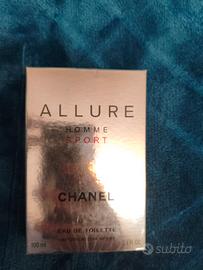 ALLURE
HOMME
SPORT
CHANEL
EAU DE TOILETTE
100 ml
subito